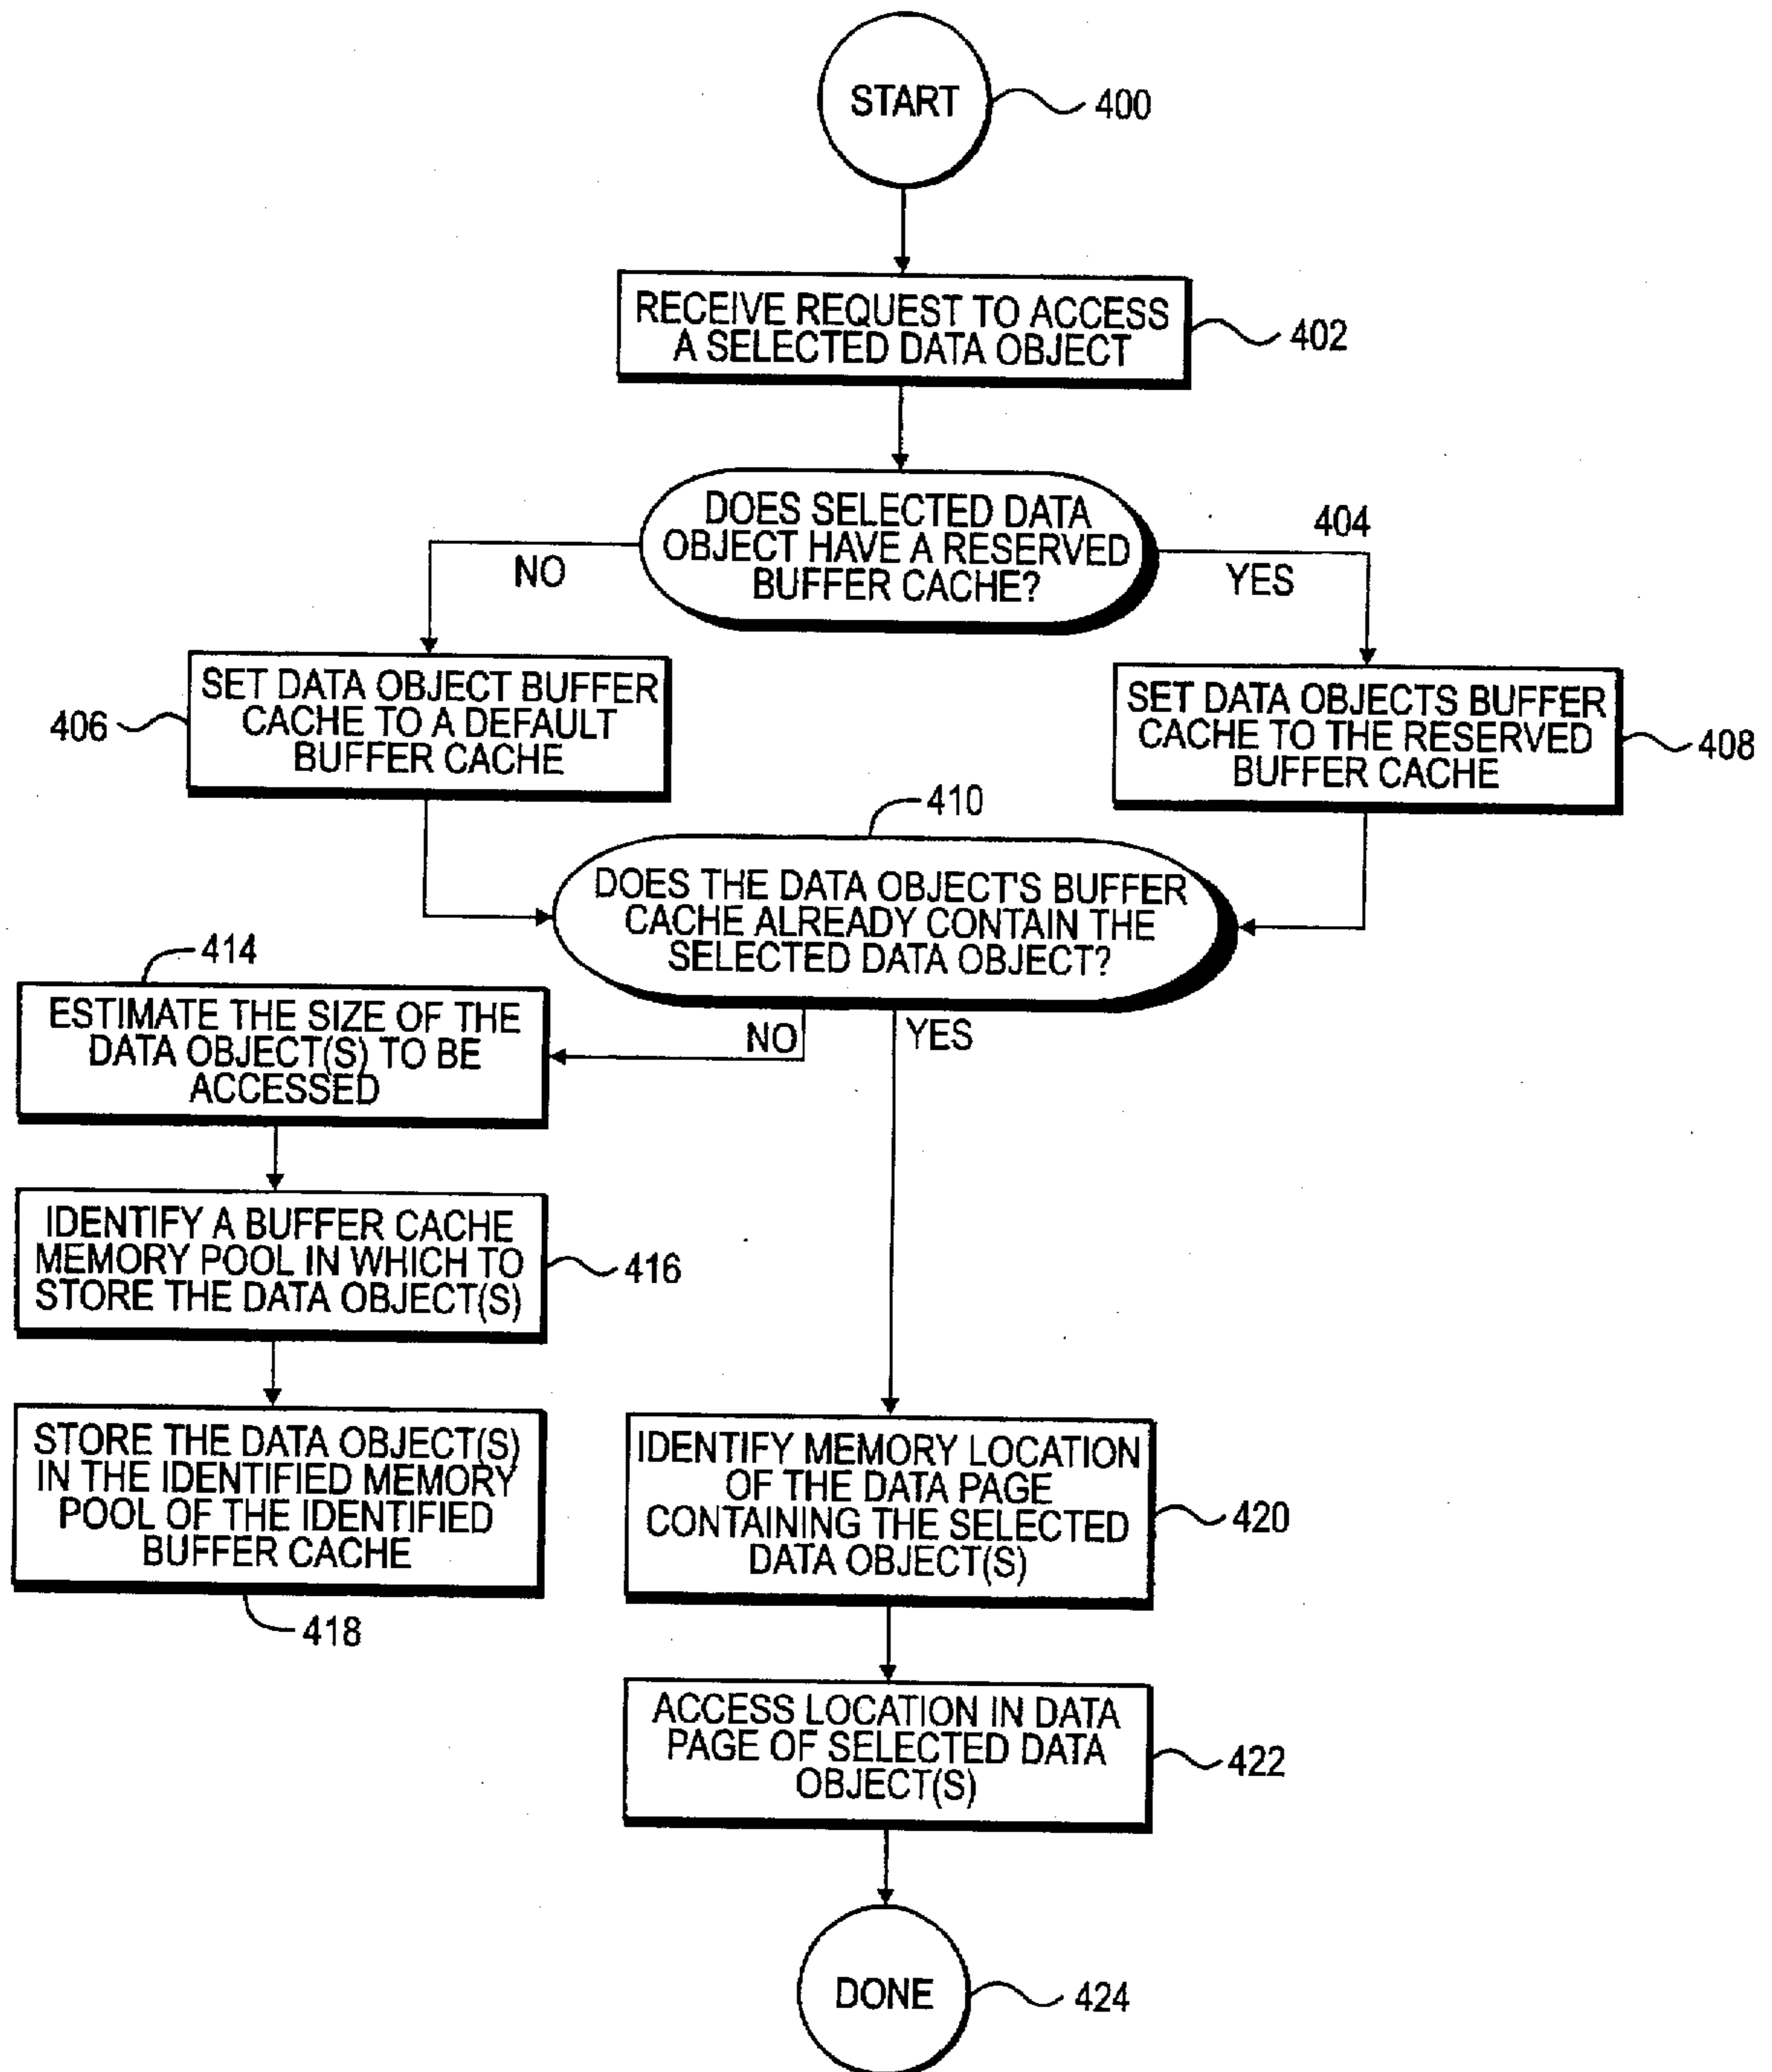 START
400
RECEIVE REQUEST TO ACCESS
A SELECTED DATA OBJECT
402
DOES SELECTED DATA
OBJECT HAVE A RESERVED
BUFFER CACHE?
404
NO
YES
SET DATA OBJECT BUFFER
CACHE TO A DEFAULT
BUFFER CACHE
406
SET DATA OBJECTS BUFFER
CACHE TO THE RESERVED
BUFFER CACHE
408
410
DOES THE DATA OBJECT'S BUFFER
CACHE ALREADY CONTAIN THE
SELECTED DATA OBJECT?
NO
YES
414
ESTIMATE THE SIZE OF THE
DATA OBJECT(S) TO BE
ACCESSED
IDENTIFY A BUFFER CACHE
MEMORY POOL IN WHICH TO
STORE THE DATA OBJECT(S)
416
STORE THE DATA OBJECT(S)
IN THE IDENTIFIED MEMORY
POOL OF THE IDENTIFIED
BUFFER CACHE
418
IDENTIFY MEMORY LOCATION
OF THE DATA PAGE
CONTAINING THE SELECTED
DATA OBJECT(S)
420
ACCESS LOCATION IN DATA
PAGE OF SELECTED DATA
OBJECT(S)
422
DONE
424